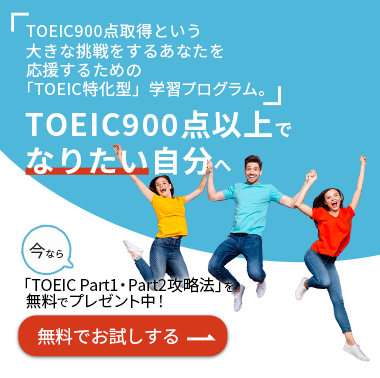 「TOEIC900点取得という
大きな挑戦をするあなたを
応援するための
「TOEIC特化型」学習プログラム。」
TOEIC900点以上で
なりたい自分へ
今なら
「TOEIC Part1・Part2攻略法」を
無料でプレゼント中！
無料でお試しする